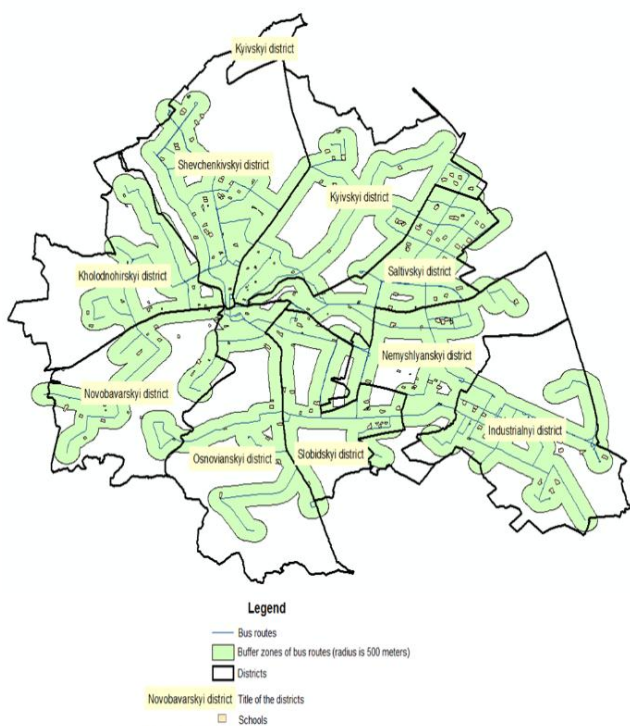 Kyivskyi district
Shevchenkivskyi district
Kyivskyi district
Kholodnohirskyi district
Saltivskyi district
Nemyshlyanskyi district
Novobavarskyi district
Industrialnyi district
Osnovianskyi district
Slobidskyi district
Legend
Bus routes
Buffer zones of bus routes (radius is 500 meters)
Districts
Novobavarskyi district Title of the districts
Schools